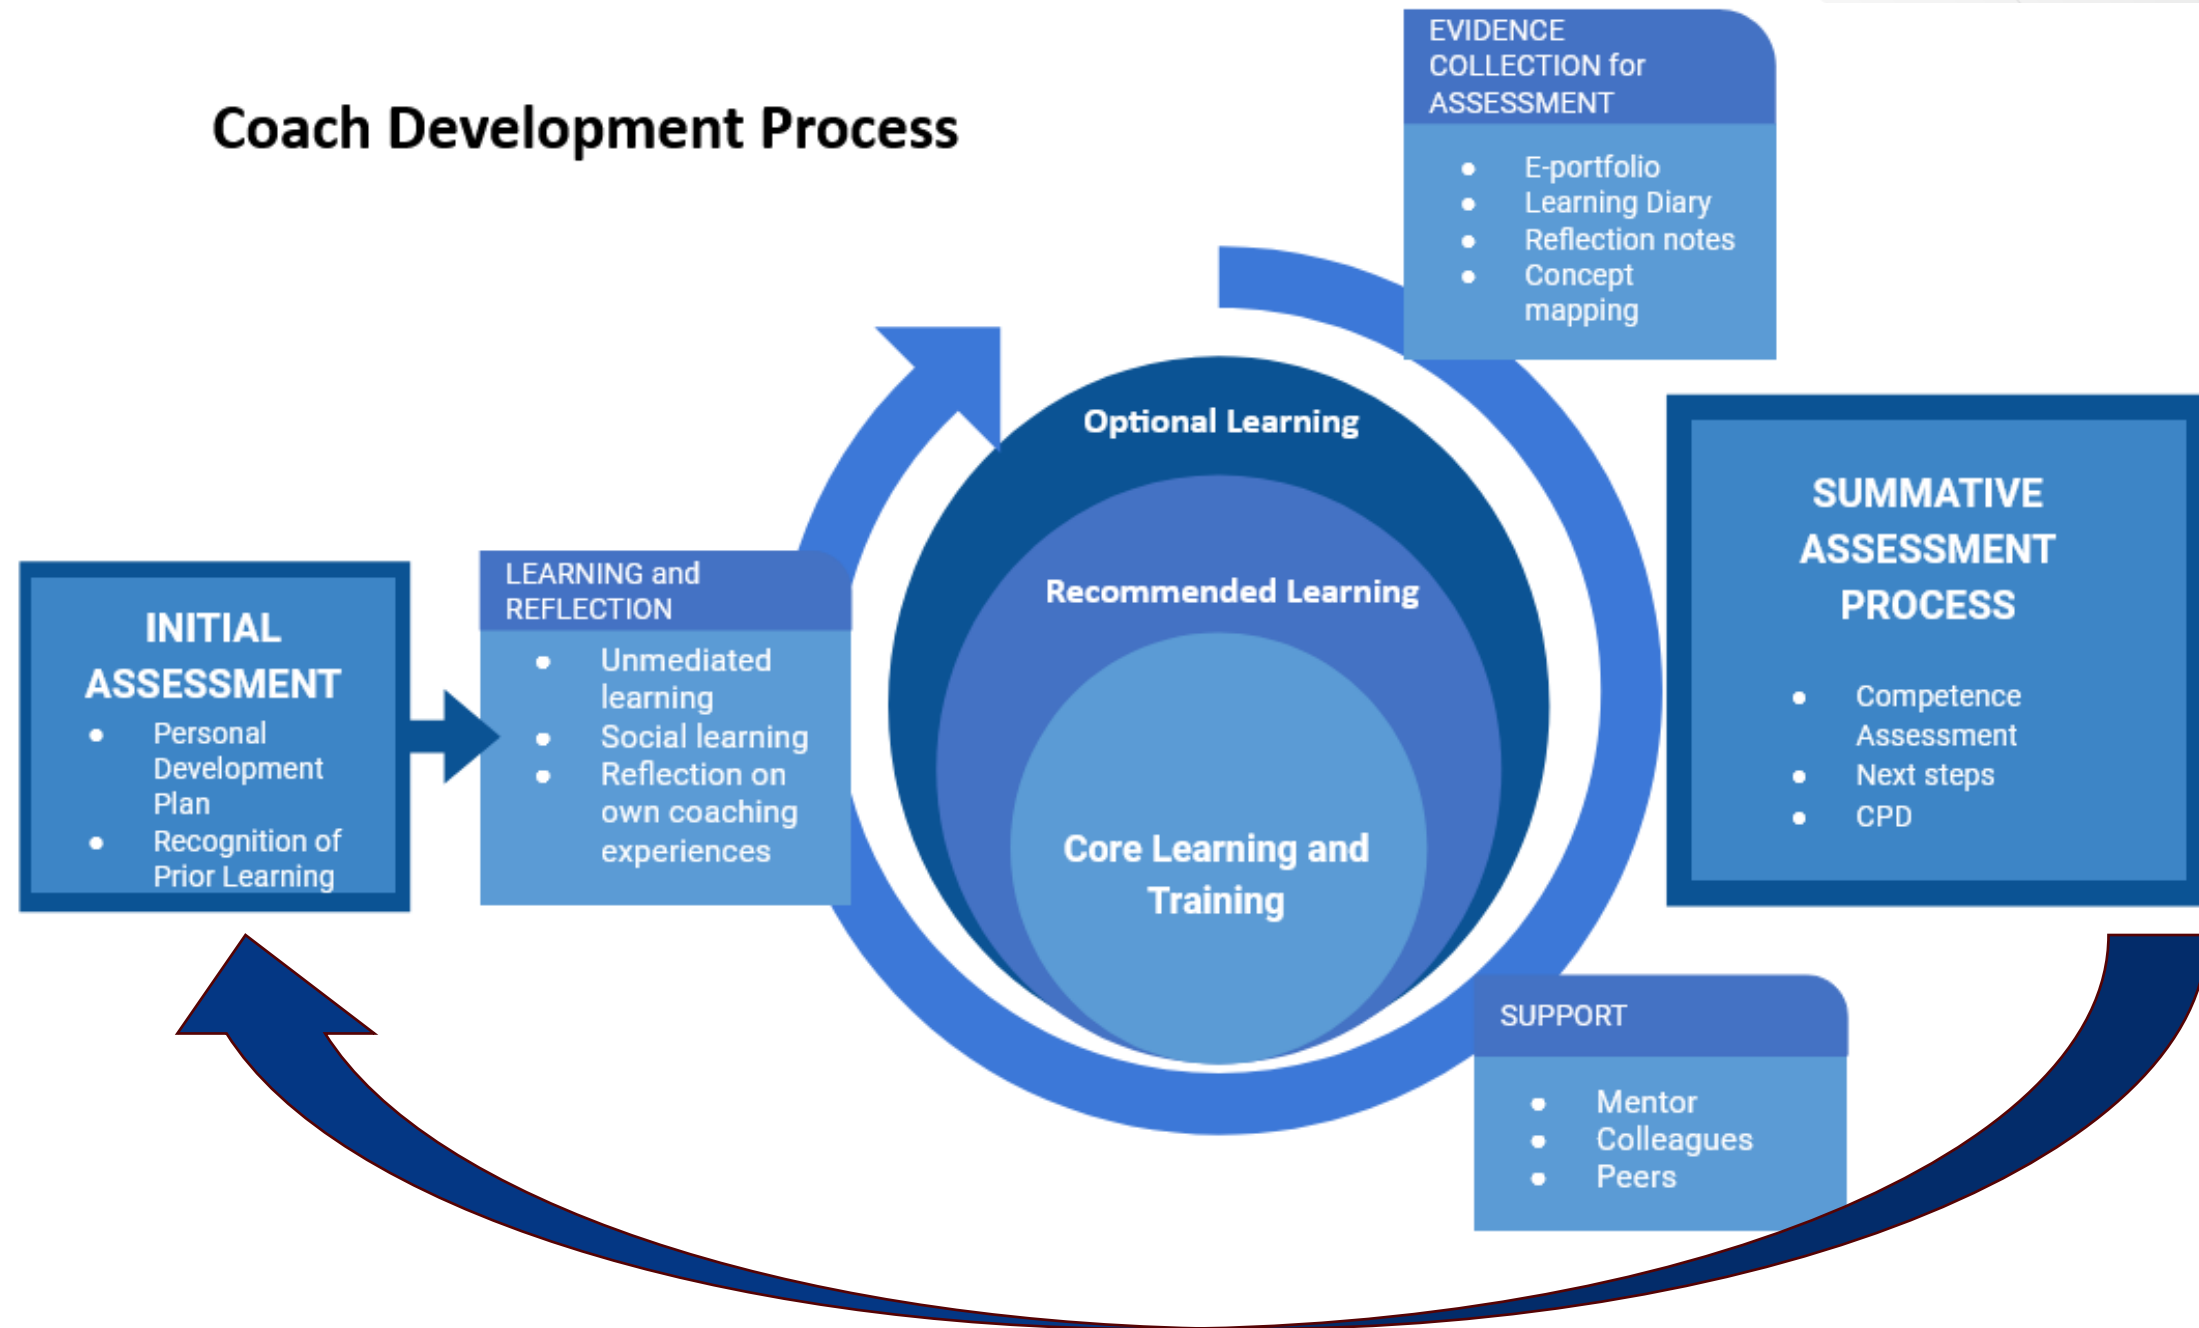 Coach Development Process
EVIDENCE
COLLECTION for
ASSESSMENT
• E-portfolio
• Learning Diary
• Reflection notes
• Concept
mapping
INITIAL
ASSESSMENT
• Personal
Development
Plan
• Recognition of
Prior Learning
LEARNING and
REFLECTION
• Unmediated
learning
• Social learning
• Reflection on
own coaching
experiences
Optional Learning
Recommended Learning
Core Learning and
Training
SUMMATIVE
ASSESSMENT
PROCESS
• Competence
Assessment
• Next steps
• CPD
SUPPORT
• Mentor
• Colleagues
• Peers